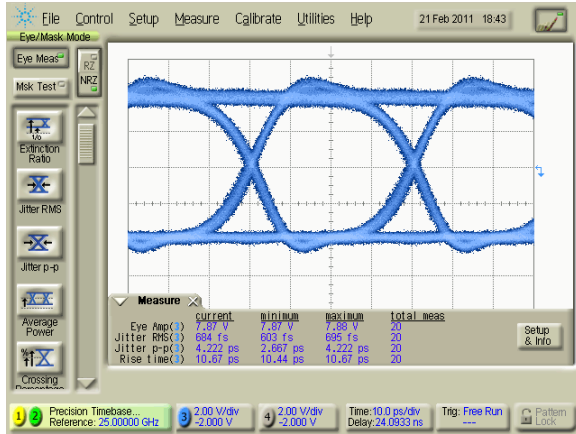 File Control Setup Measure Calibrate Utilities Help 21 Feb 2011 18:43
Eye/Mask Mode
Eye Meas
RZ
NRZ
Msk Test
Extinction
Ratio
Jitter RMS
Jitter p-p
Average
Power
Crossing
Percentage
Measure
current minimum maximum total meas
Eye Amp(3) 7.87 V 7.87 V 7.88 V 20
Jitter RMS(3) 684 fs 603 fs 695 fs 20
Jitter p-p(3) 4.222 ps 2.667 ps 4.222 ps 20
Rise time(3) 10.67 ps 10.44 ps 10.67 ps 20
Setup
& Info
1 2 Precision Timebase...
Reference: 25.00000 GHz
3 2.00 V/div
-2.000 V
4 2.00 V/div
-2.000 V
Time:10.0 ps/div
Delay:24.0933 ns
Trig: Free Run
---
Pattern
Lock